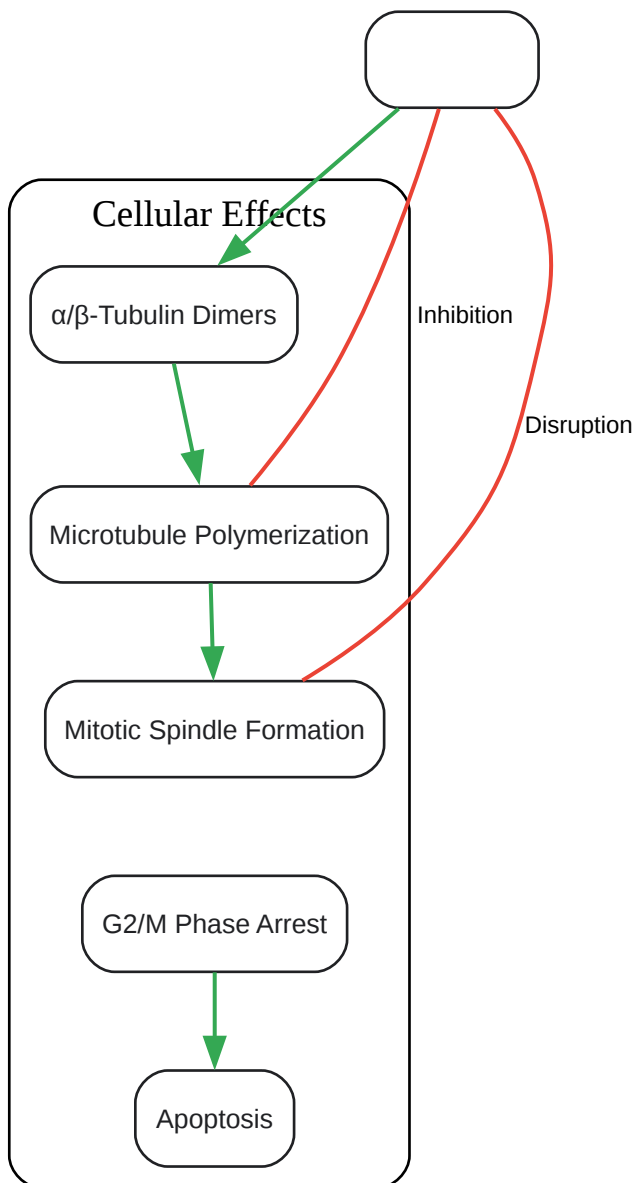 Cellular Effects
α/β-Tubulin Dimers
Inhibition
Disruption
Microtubule Polymerization
Mitotic Spindle Formation
G2/M Phase Arrest
Apoptosis